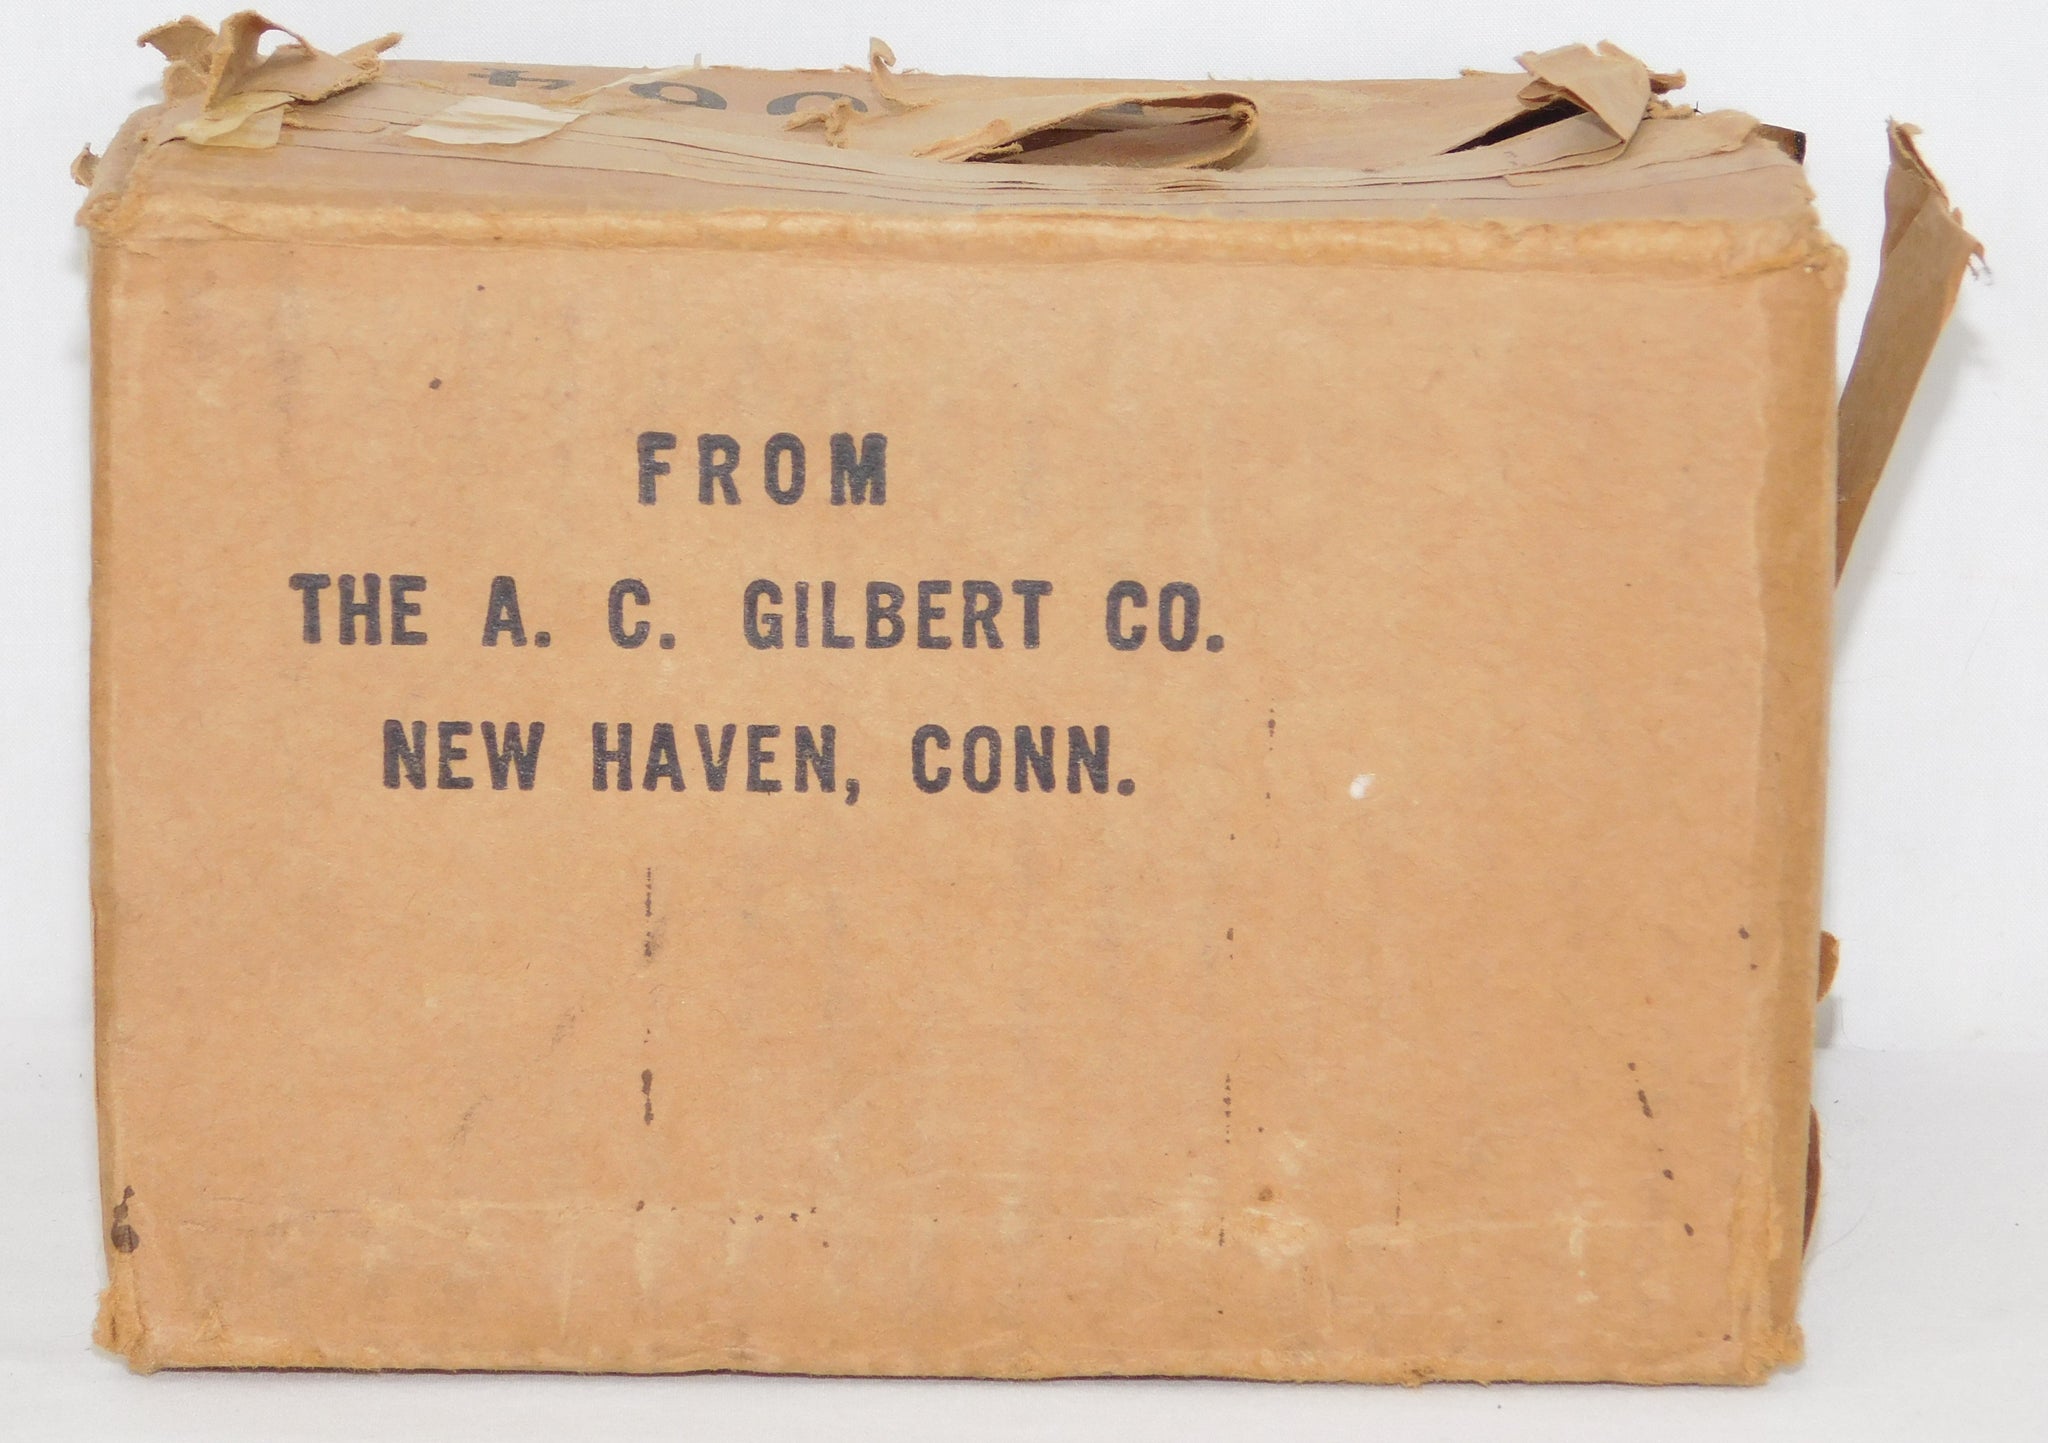 FROM
THE A. C. GILBERT CO.
NEW HAVEN, CONN.